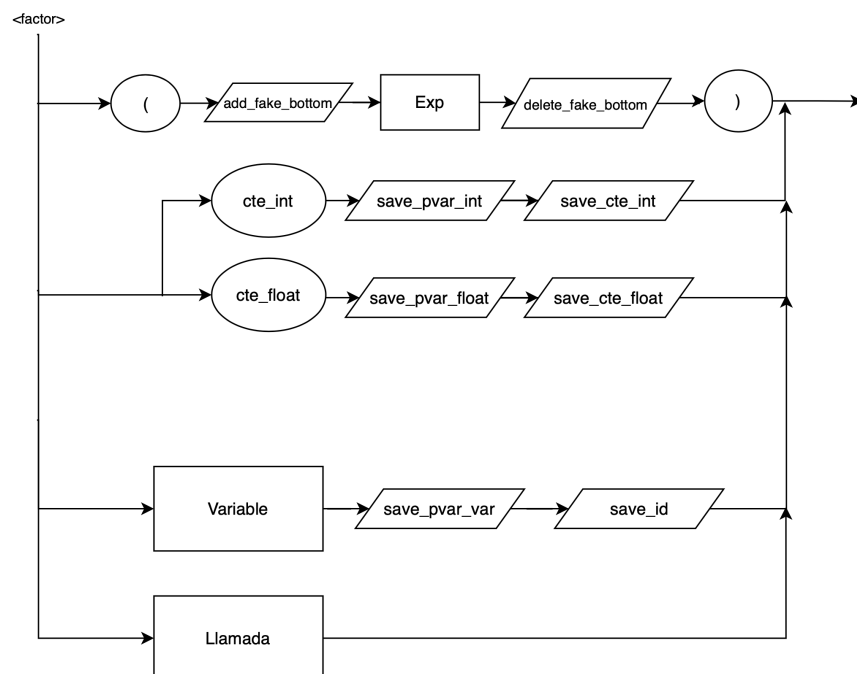 <factor>
(
add_fake_bottom
Exp
delete_fake_bottom
)
cte_int
save_pvar_int
save_cte_int
cte_float
save_pvar_float
save_cte_float
Variable
save_pvar_var
save_id
Llamada